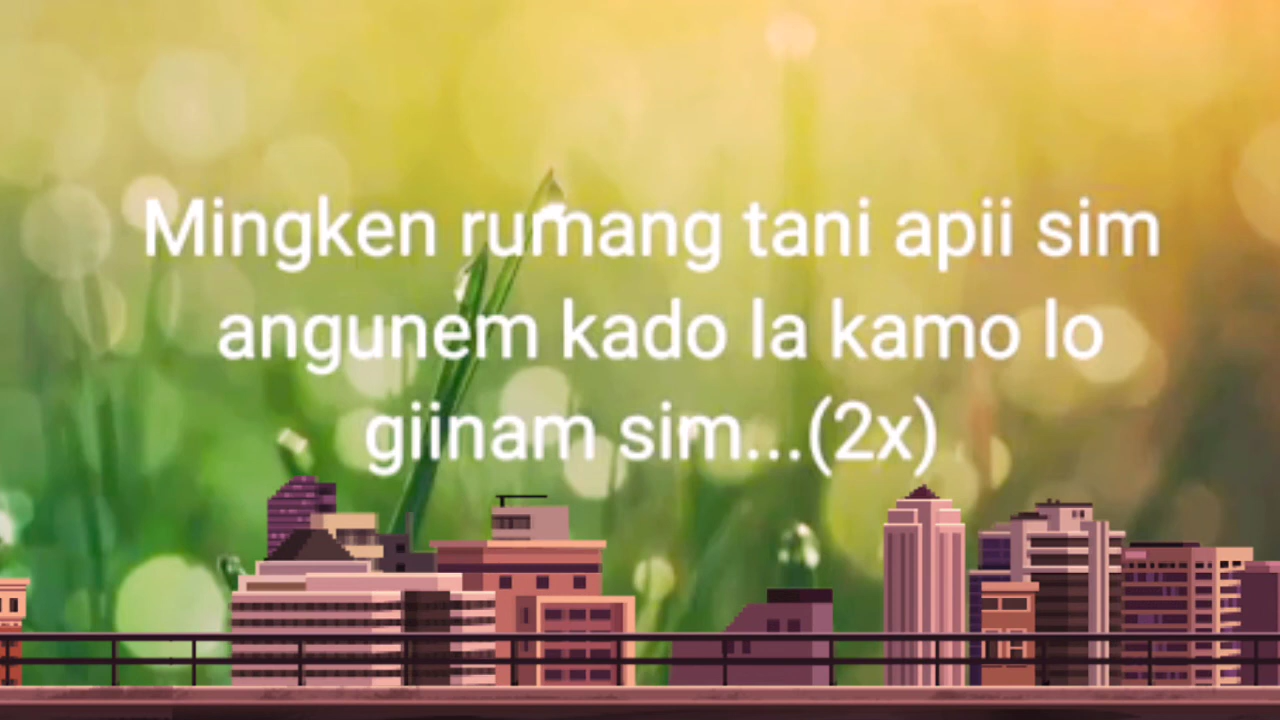 Mingken rumang tani apii sim
angunem kado la kamo lo
giinam sim...(2x)